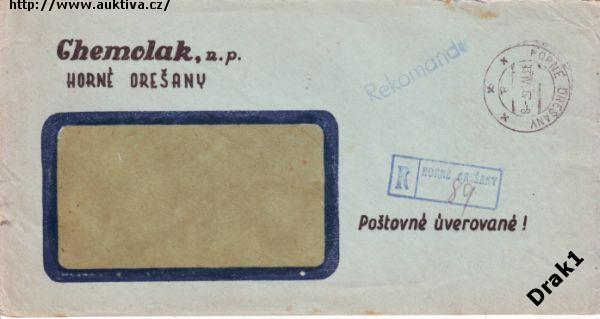 http://www.auktiva.cz/
Chemolak, n.p.
HORNÉ OREŠANY
Rekomando
HORNÉ OREŠANY
R HORNÉ OREŠANY
89
Poštovné úverované!
Drak1